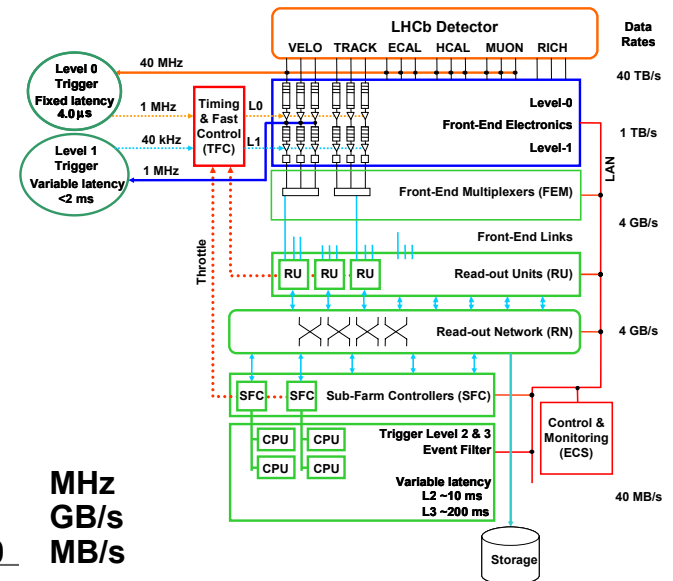 LHCb Detector
Data
Rates
VELO TRACK ECAL HCAL MUON RICH
40 MHz
40 TB/s
Level 0
Trigger
Fixed latency
4.0 µs
1 MHz
Timing
& Fast
Control
(TFC)
L0
Level-0
Front-End Electronics
1 TB/s
40 kHz
L1
Level-1
Level 1
Trigger
Variable latency
<2 ms
1 MHz
LAN
Front-End Multiplexers (FEM)
4 GB/s
Front-End Links
Throttle
RU RU RU
Read-out Units (RU)
Read-out Network (RN)
4 GB/s
SFC SFC
Sub-Farm Controllers (SFC)
CPU CPU
CPU CPU
Trigger Level 2 & 3
Event Filter
Control &
Monitoring
(ECS)
Variable latency
L2 ~10 ms
L3 ~200 ms
40 MB/s
MHz
GB/s
MB/s
Storage